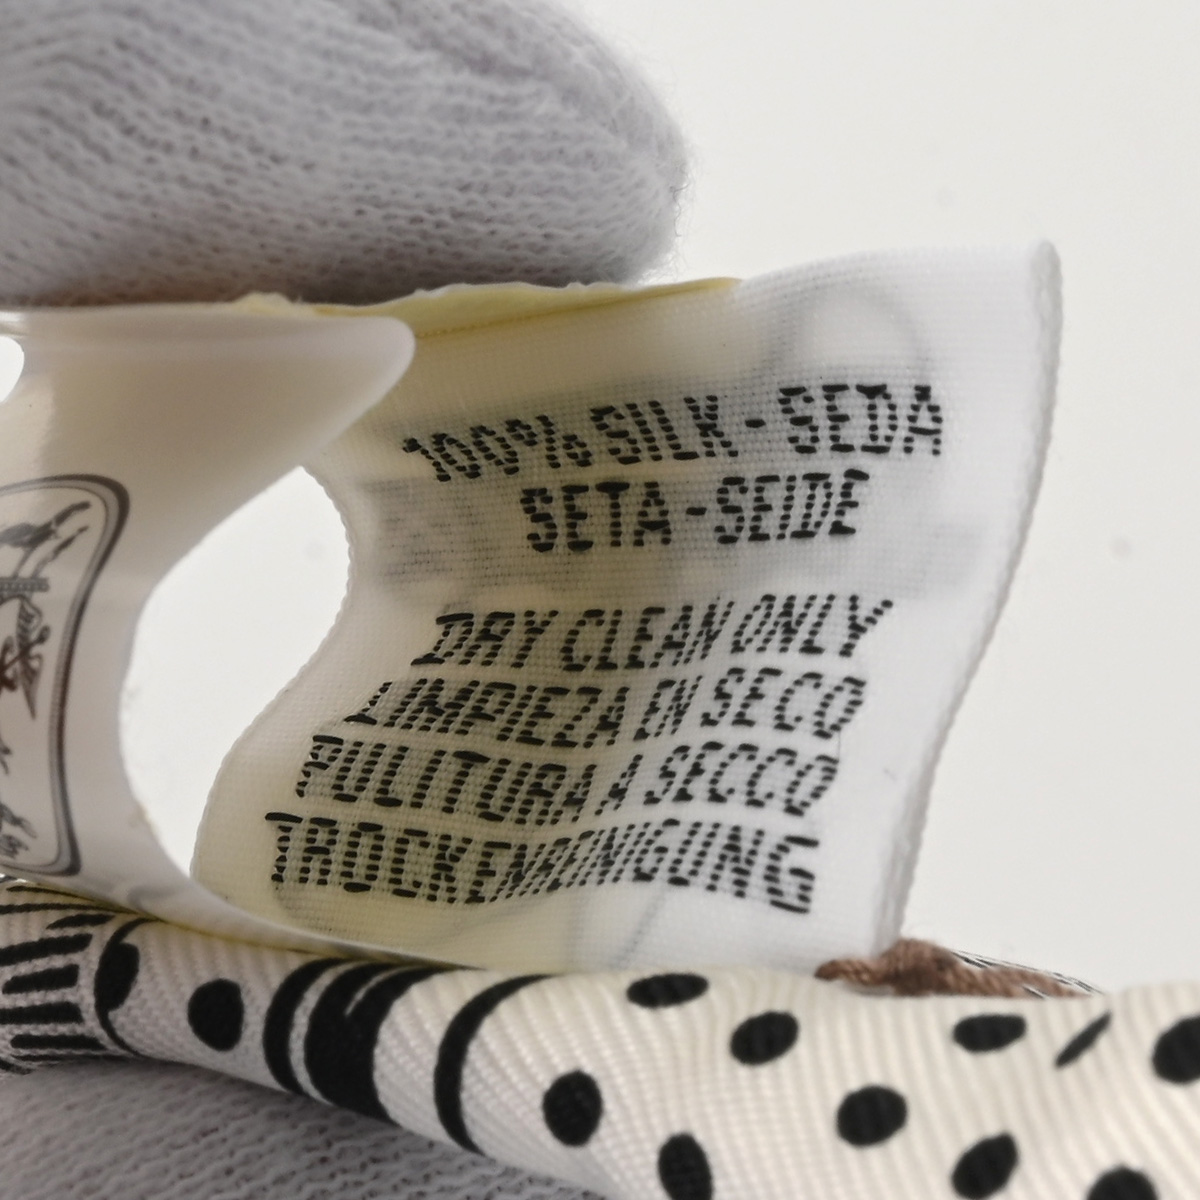 100% SILK - SEDA
SETA - SEIDE
DRY CLEAN ONLY
LIMPIEZA EN SECO
PULITURA A SECCO
TROCKENREINIGUNG